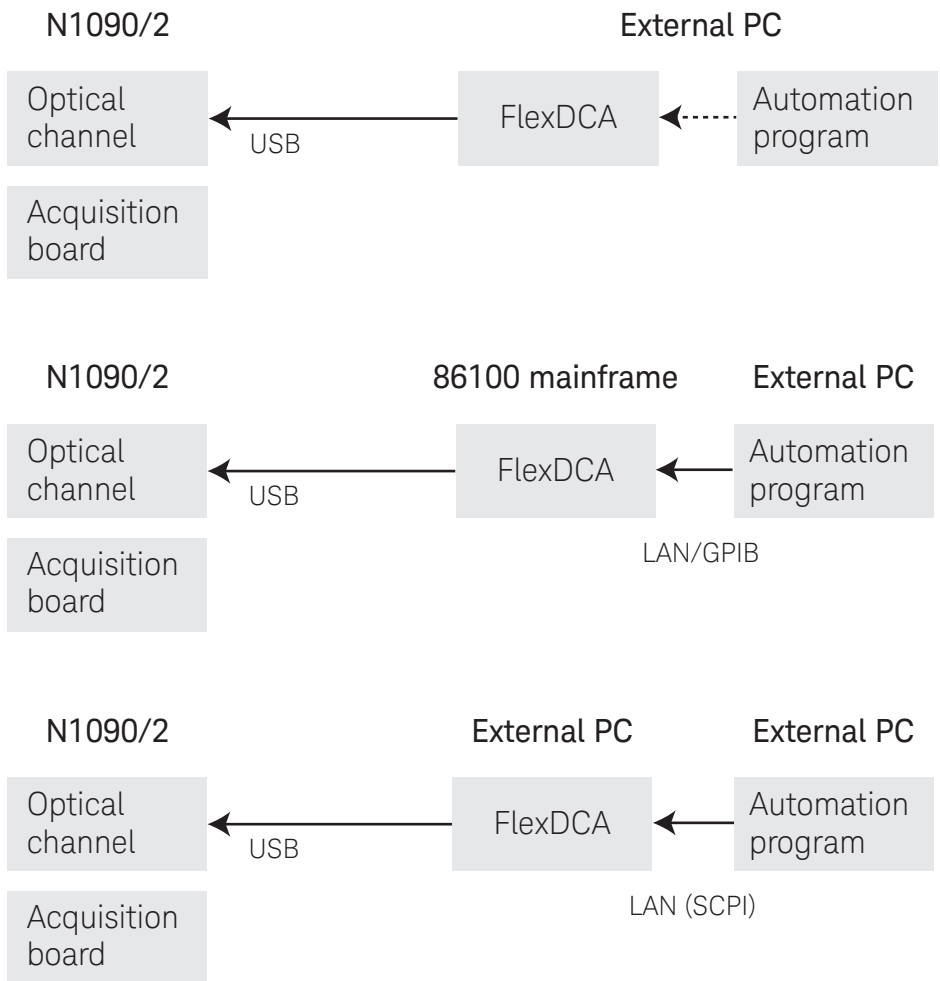 N1090/2
External PC
Optical
channel
USB
FlexDCA
Automation
program
Acquisition
board
N1090/2
86100 mainframe
External PC
Optical
channel
USB
FlexDCA
Automation
program
LAN/GPIB
Acquisition
board
N1090/2
External PC
External PC
Optical
channel
USB
FlexDCA
Automation
program
LAN (SCPI)
Acquisition
board